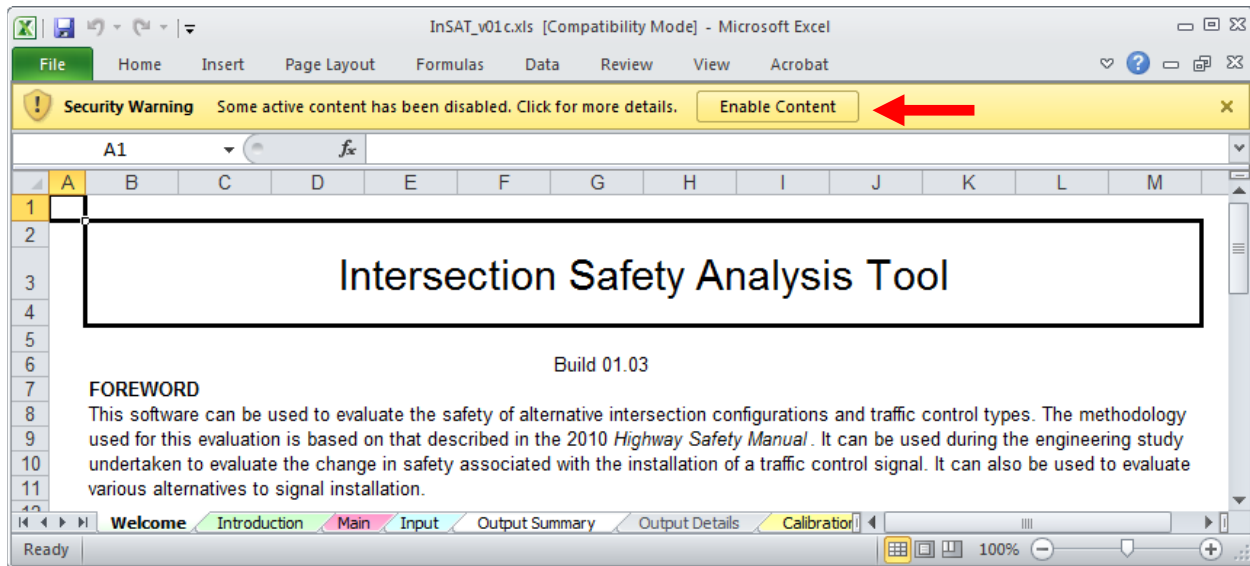 InSAT_v01c.xls [Compatibility Mode] - Microsoft Excel
File Home Insert Page Layout Formulas Data Review View Acrobat
Security Warning Some active content has been disabled. Click for more details. Enable Content
A1 fx
A B C D E F G H I J K L M
1
2
3 Intersection Safety Analysis Tool
4
5
6 Build 01.03
7 FOREWORD
8 This software can be used to evaluate the safety of alternative intersection configurations and traffic control types. The methodology
9 used for this evaluation is based on that described in the 2010 Highway Safety Manual. It can be used during the engineering study
10 undertaken to evaluate the change in safety associated with the installation of a traffic control signal. It can also be used to evaluate
11 various alternatives to signal installation.
Welcome Introduction Main Input Output Summary Output Details Calibration
Ready 100%